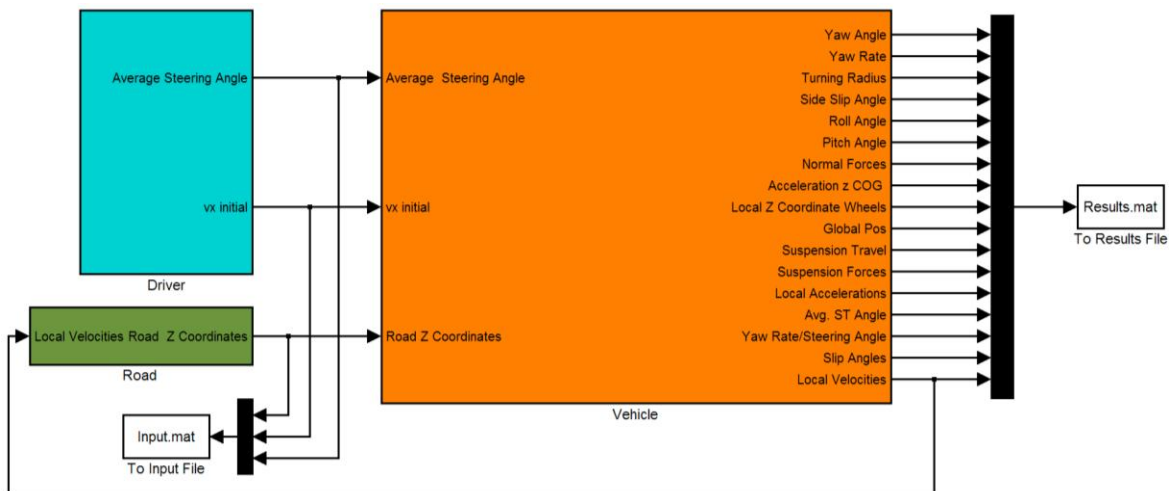 Average Steering Angle
vx initial
Driver
Local Velocities Road Z Coordinates
Road
Input.mat
To Input File
Average Steering Angle
vx initial
Road Z Coordinates
Yaw Angle
Yaw Rate
Turning Radius
Side Slip Angle
Roll Angle
Pitch Angle
Normal Forces
Acceleration z COG
Local Z Coordinate Wheels
Global Pos
Suspension Travel
Suspension Forces
Local Accelerations
Avg. ST Angle
Yaw Rate/Steering Angle
Slip Angles
Local Velocities
Vehicle
Results.mat
To Results File